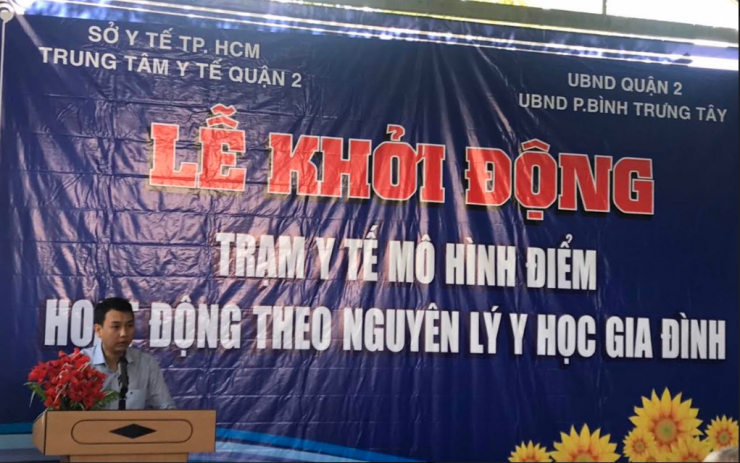 SỞ Y TẾ TP. HCM
TRUNG TÂM Y TẾ QUẬN 2
UBND QUẬN 2
UBND P.BÌNH TRƯNG TÂY
LỄ KHỞI ĐỘNG
TRẠM Y TẾ MÔ HÌNH ĐIỂM
ĐỘNG THEO NGUYÊN LÝ Y HỌC GIA ĐÌNH